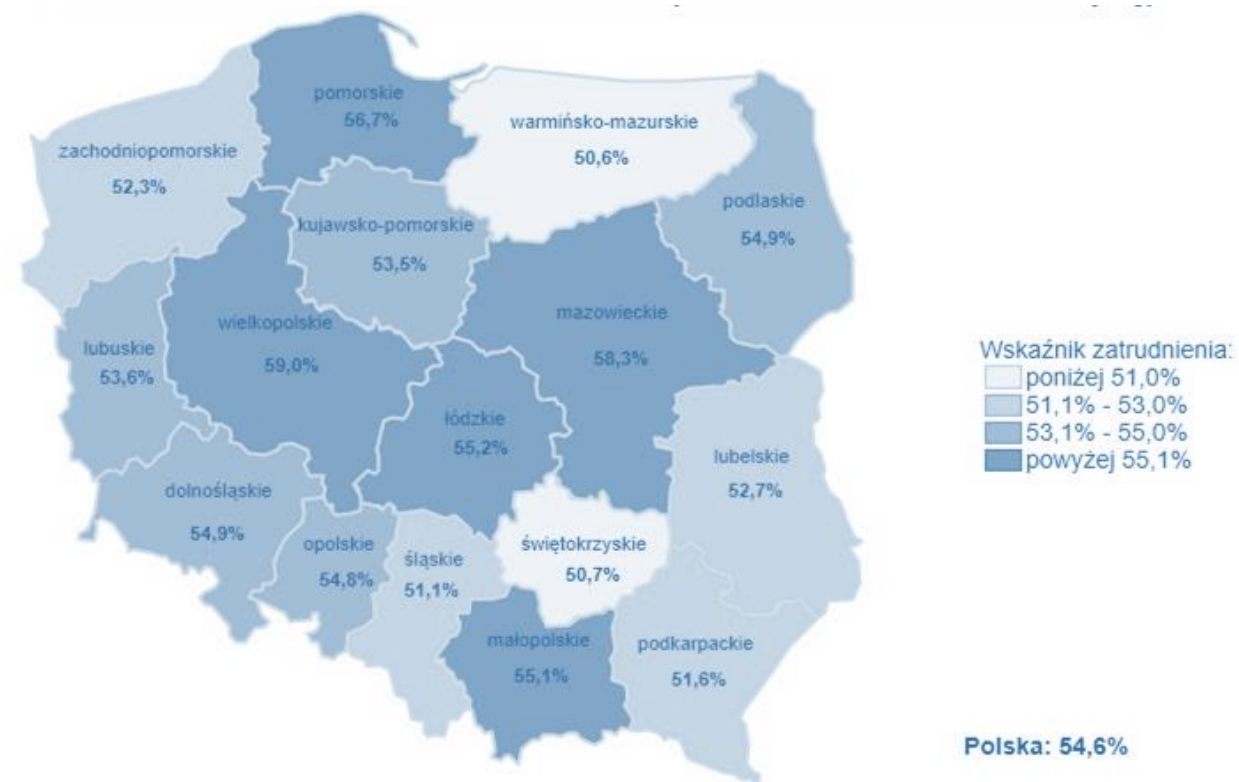 pomorskie
56,7%
warmińsko-mazurskie
50,6%
zachodniopomorskie
52,3%
podlaskie
54,9%
kujawsko-pomorskie
53,5%
mazowieckie
58,3%
wielkopolskie
59,0%
lubuskie
53,6%
łódzkie
55,2%
lubelskie
52,7%
dolnośląskie
54,9%
opolskie
54,8%
śląskie
51,1%
świętokrzyskie
50,7%
małopolskie
55,1%
podkarpackie
51,6%
Wskaźnik zatrudnienia:
poniżej 51,0%
51,1% - 53,0%
53,1% - 55,0%
powyżej 55,1%
Polska: 54,6%